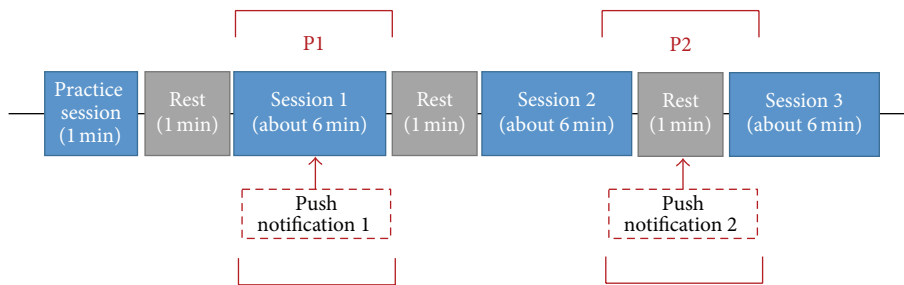 P1
P2
Practice
session
(1 min)
Rest
(1 min)
Session 1
(about 6 min)
Rest
(1 min)
Session 2
(about 6 min)
Rest
(1 min)
Session 3
(about 6 min)
Push
notification 1
Push
notification 2